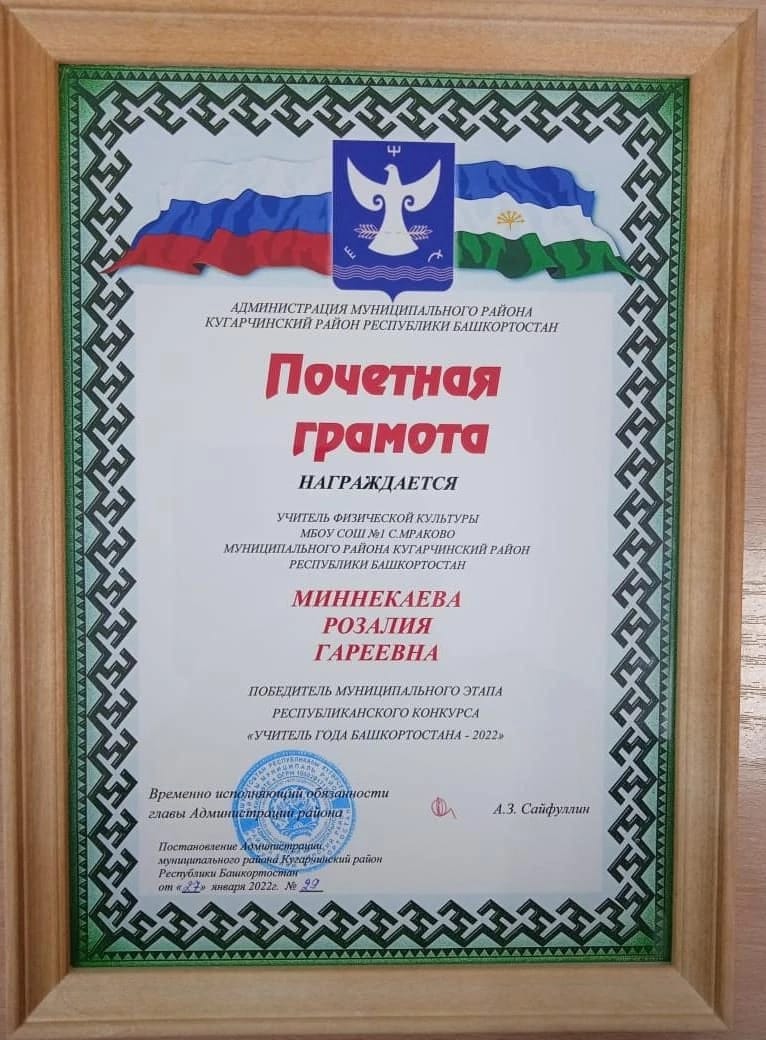 АДМИНИСТРАЦИЯ МУНИЦИПАЛЬНОГО РАЙОНА
КУГАРЧИНСКИЙ РАЙОН РЕСПУБЛИКИ БАШКОРТОСТАН
Почетная
грамота
НАГРАЖДАЕТСЯ
УЧИТЕЛЬ ФИЗИЧЕСКОЙ КУЛЬТУРЫ
МБОУ СОШ №1 С.МРАКОВО
МУНИЦИПАЛЬНОГО РАЙОНА КУГАРЧИНСКИЙ РАЙОН
РЕСПУБЛИКИ БАШКОРТОСТАН
МИННЕКАЕВА
РОЗАЛИЯ
ГАРЕЕВНА
ПОБЕДИТЕЛЬ МУНИЦИПАЛЬНОГО ЭТАПА
РЕСПУБЛИКАНСКОГО КОНКУРСА
«УЧИТЕЛЬ ГОДА БАШКОРТОСТАНА - 2022»
Временно исполняющий обязанности
главы Администрации района
А.З. Сайфуллин
Постановление Администрации
муниципального района Кугарчинский район
Республики Башкортостан
от «27» января 2022г. № 29